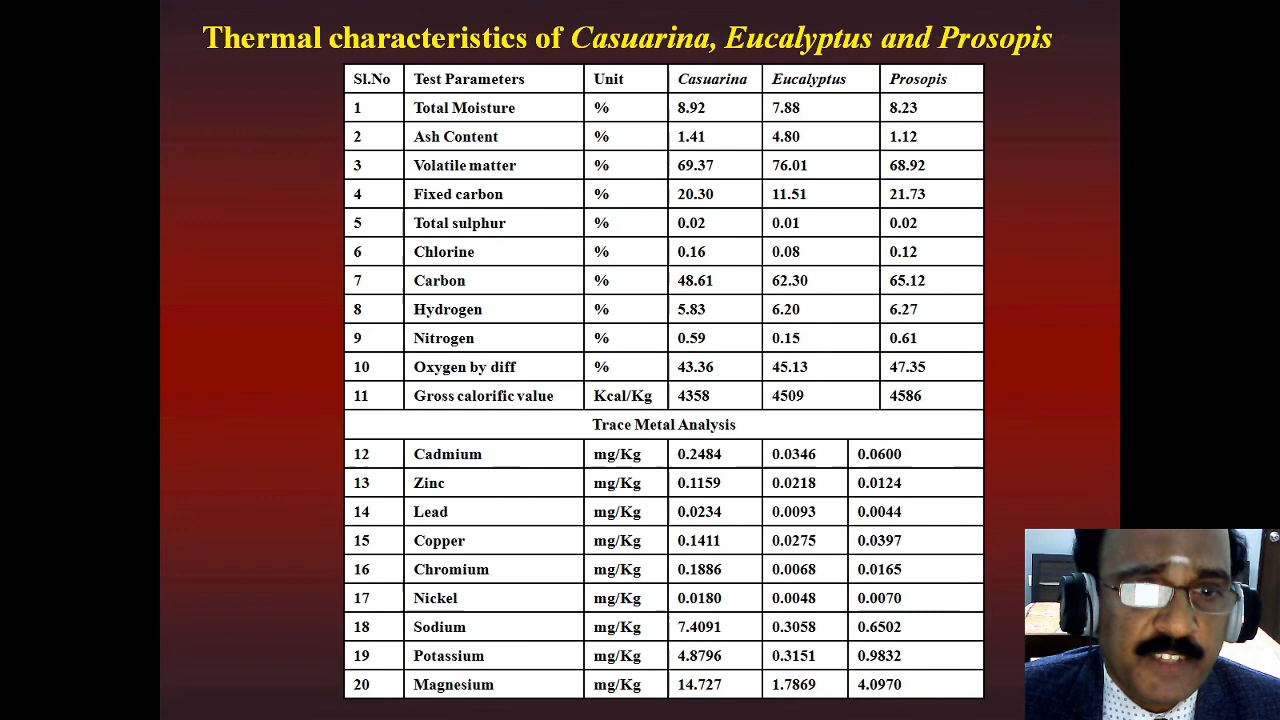 Thermal characteristics of Casuarina, Eucalyptus and Prosopis
Sl.No Test Parameters Unit Casuarina Eucalyptus Prosopis
1 Total Moisture % 8.92 7.88 8.23
2 Ash Content % 1.41 4.80 1.12
3 Volatile matter % 69.37 76.01 68.92
4 Fixed carbon % 20.30 11.51 21.73
5 Total sulphur % 0.02 0.01 0.02
6 Chlorine % 0.16 0.08 0.12
7 Carbon % 48.61 62.30 65.12
8 Hydrogen % 5.83 6.20 6.27
9 Nitrogen % 0.59 0.15 0.61
10 Oxygen by diff % 43.36 45.13 47.35
11 Gross calorific value Kcal/Kg 4358 4509 4586
Trace Metal Analysis
12 Cadmium mg/Kg 0.2484 0.0346 0.0600
13 Zinc mg/Kg 0.1159 0.0218 0.0124
14 Lead mg/Kg 0.0234 0.0093 0.0044
15 Copper mg/Kg 0.1411 0.0275 0.0397
16 Chromium mg/Kg 0.1886 0.0068 0.0165
17 Nickel mg/Kg 0.0180 0.0048 0.0070
18 Sodium mg/Kg 7.4091 0.3058 0.6502
19 Potassium mg/Kg 4.8796 0.3151 0.9832
20 Magnesium mg/Kg 14.727 1.7869 4.0970